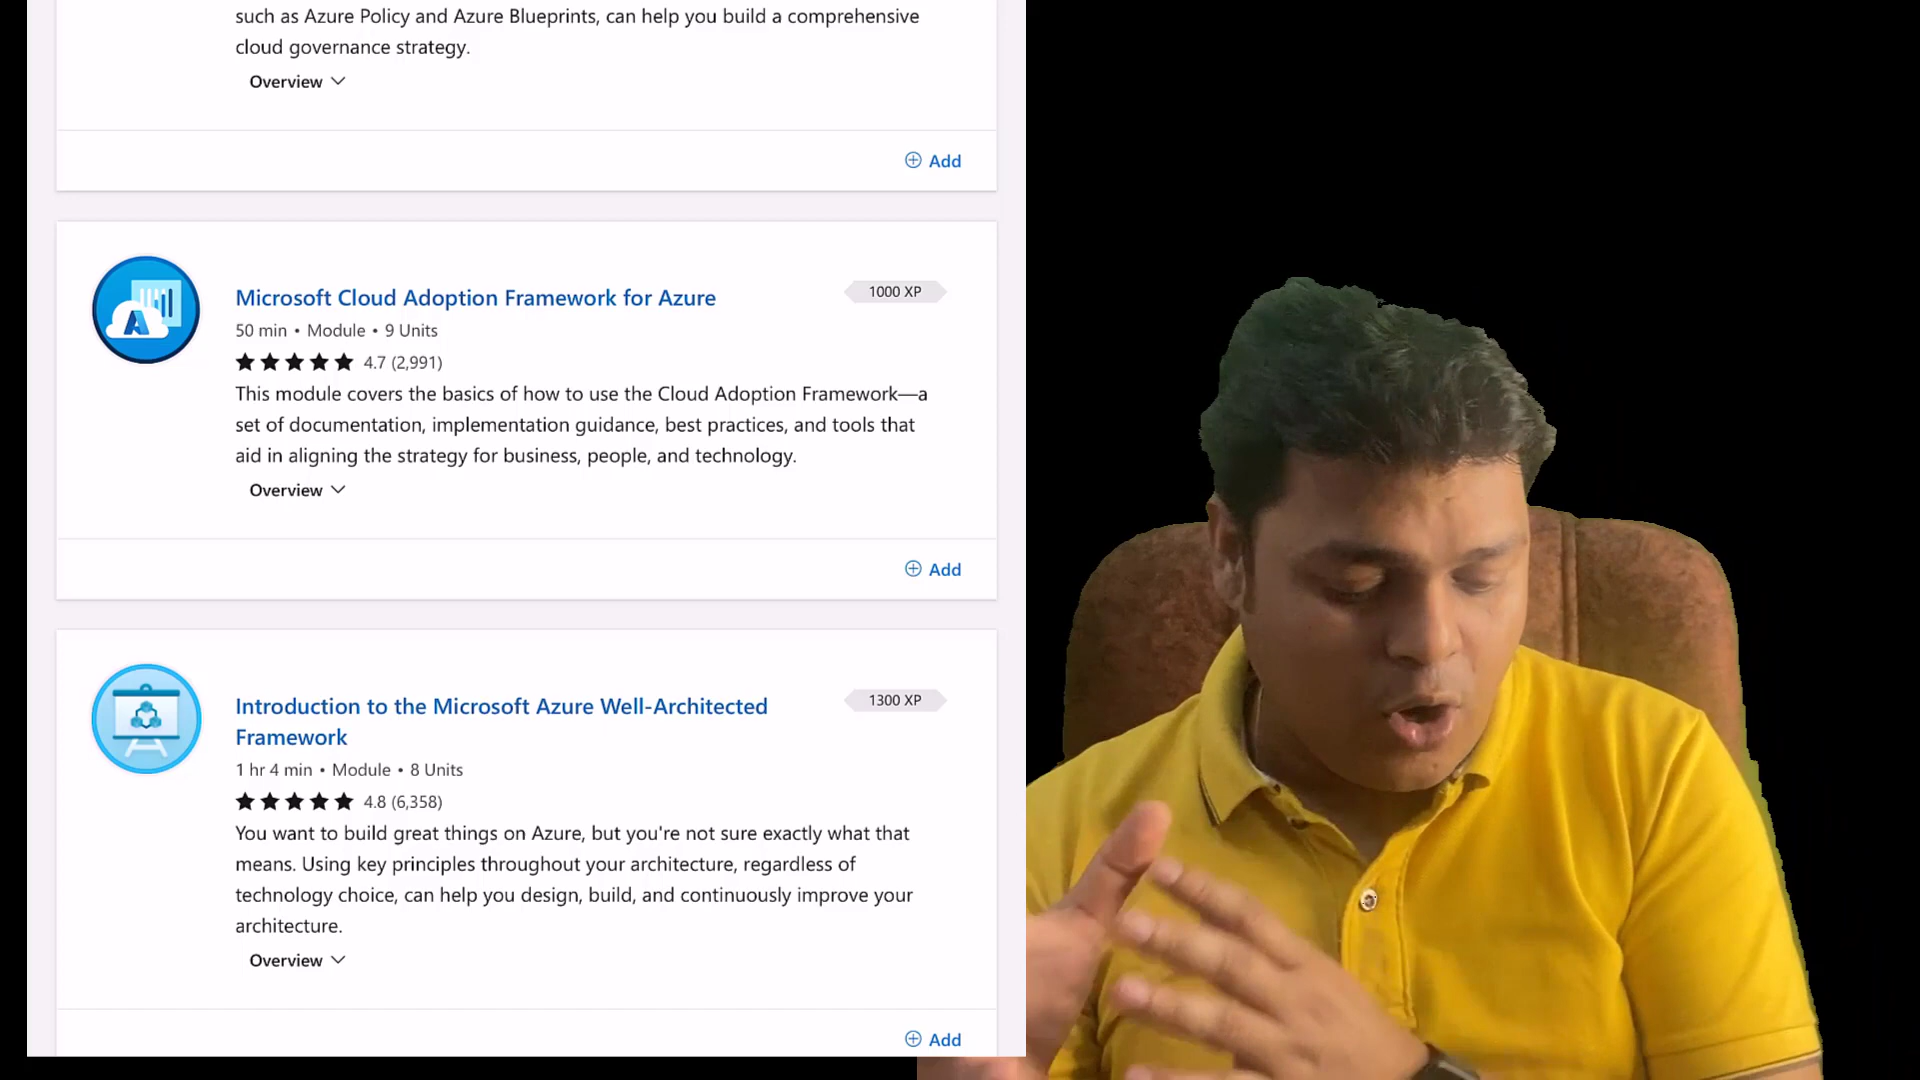 such as Azure Policy and Azure Blueprints, can help you build a comprehensive
cloud governance strategy.
Overview
Add
Microsoft Cloud Adoption Framework for Azure
1000 XP
50 min • Module • 9 Units
4.7 (2,991)
This module covers the basics of how to use the Cloud Adoption Framework—a
set of documentation, implementation guidance, best practices, and tools that
aid in aligning the strategy for business, people, and technology.
Overview
Add
Introduction to the Microsoft Azure Well-Architected
Framework
1300 XP
1 hr 4 min • Module • 8 Units
4.8 (6,358)
You want to build great things on Azure, but you're not sure exactly what that
means. Using key principles throughout your architecture, regardless of
technology choice, can help you design, build, and continuously improve your
architecture.
Overview
Add